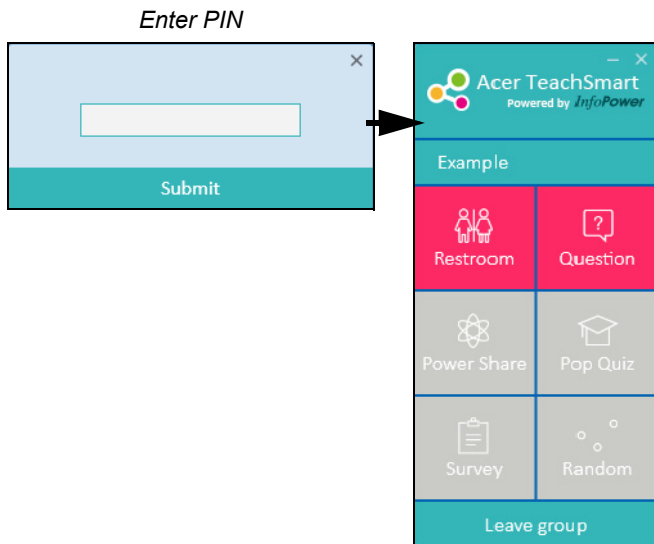 Enter PIN
Submit
Acer TeachSmart
Powered by InfoPower
Example
Restroom
?
Question
Power Share
Pop Quiz
Survey
Random
Leave group